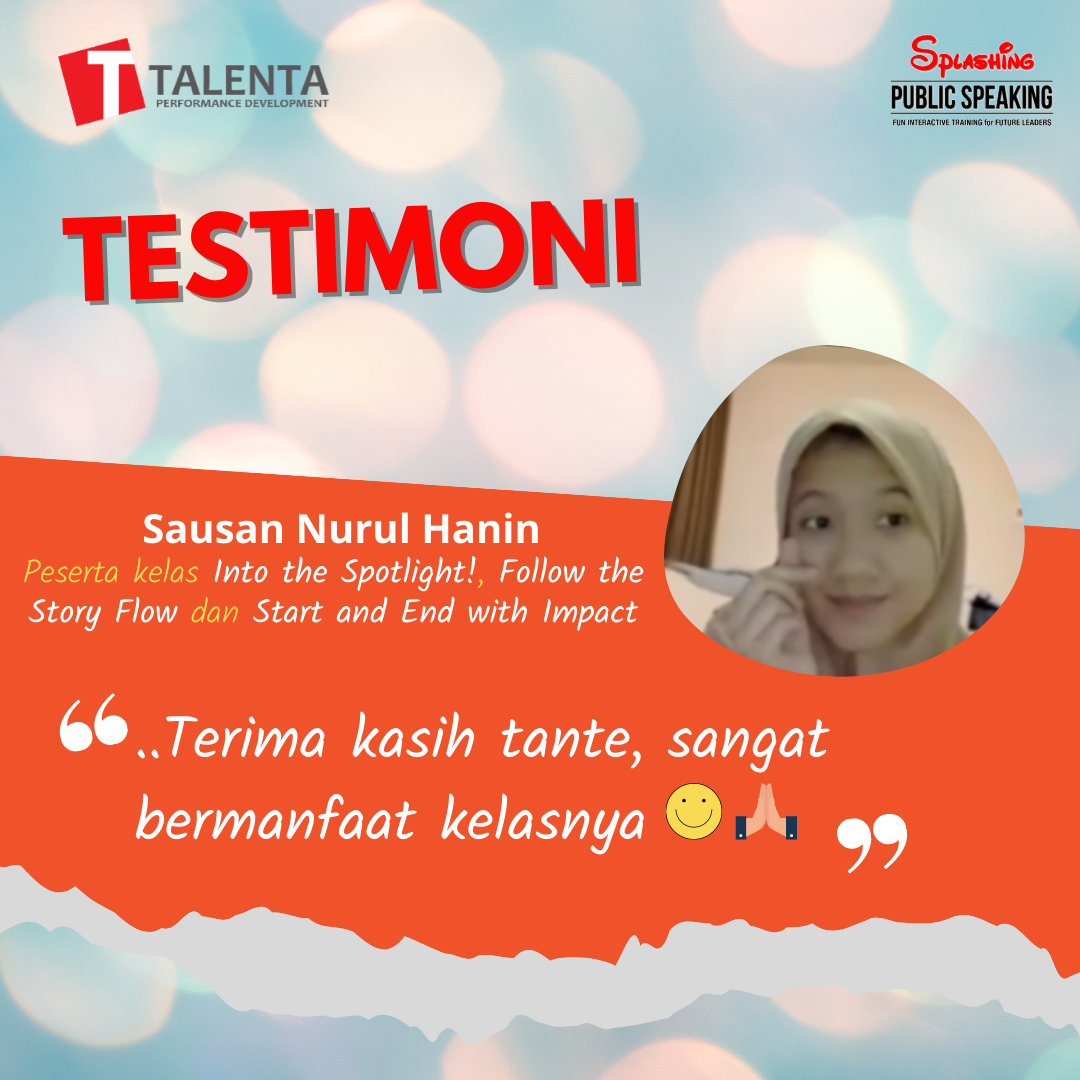 TALENTA
PERFORMANCE DEVELOPMENT
SPLASHING
PUBLIC SPEAKING
FUN INTERACTIVE TRAINING for FUTURE LEADERS
TESTIMONI
Sausan Nurul Hanin
Peserta kelas Into the Spotlight!, Follow the
Story Flow dan Start and End with Impact
“..Terima kasih tante, sangat
bermanfaat kelasnya 🙂🙏”